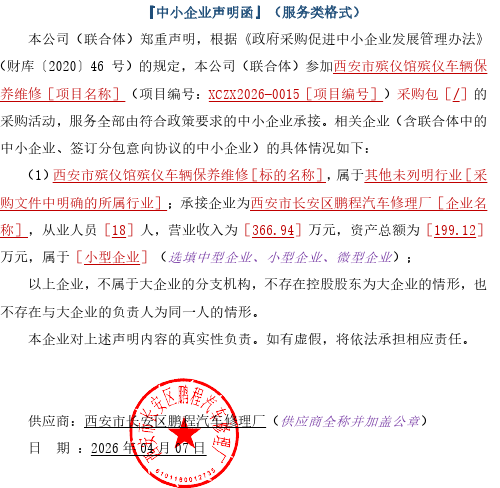 『中小企业声明函』（服务类格式）
本公司（联合体）郑重声明，根据《政府采购促进中小企业发展管理办法》
（财库〔2020〕46 号）的规定，本公司（联合体）参加西安市殡仪馆殡仪车辆保
养维修［项目名称］（项目编号：XCZX2026-0015［项目编号］）采购包［/］的
采购活动，服务全部由符合政策要求的中小企业承接。相关企业（含联合体中的
中小企业、签订分包意向协议的中小企业）的具体情况如下：
（1）西安市殡仪馆殡仪车辆保养维修［标的名称］，属于其他未列明行业［采
购文件中明确的所属行业］；承接企业为西安市长安区鹏程汽车修理厂［企业名
称］，从业人员［18］人，营业收入为［366.94］万元，资产总额为［199.12］
万元，属于［小型企业］（选填中型企业、小型企业、微型企业）；
以上企业，不属于大企业的分支机构，不存在控股股东为大企业的情形，也
不存在与大企业的负责人为同一人的情形。
本企业对上述声明内容的真实性负责。如有虚假，将依法承担相应责任。
供应商：西安市长安区鹏程汽车修理厂（供应商全称并加盖公章）
日 期：2026 年 04 月 07 日
西安市长安区鹏程汽车修理厂
6101160012735